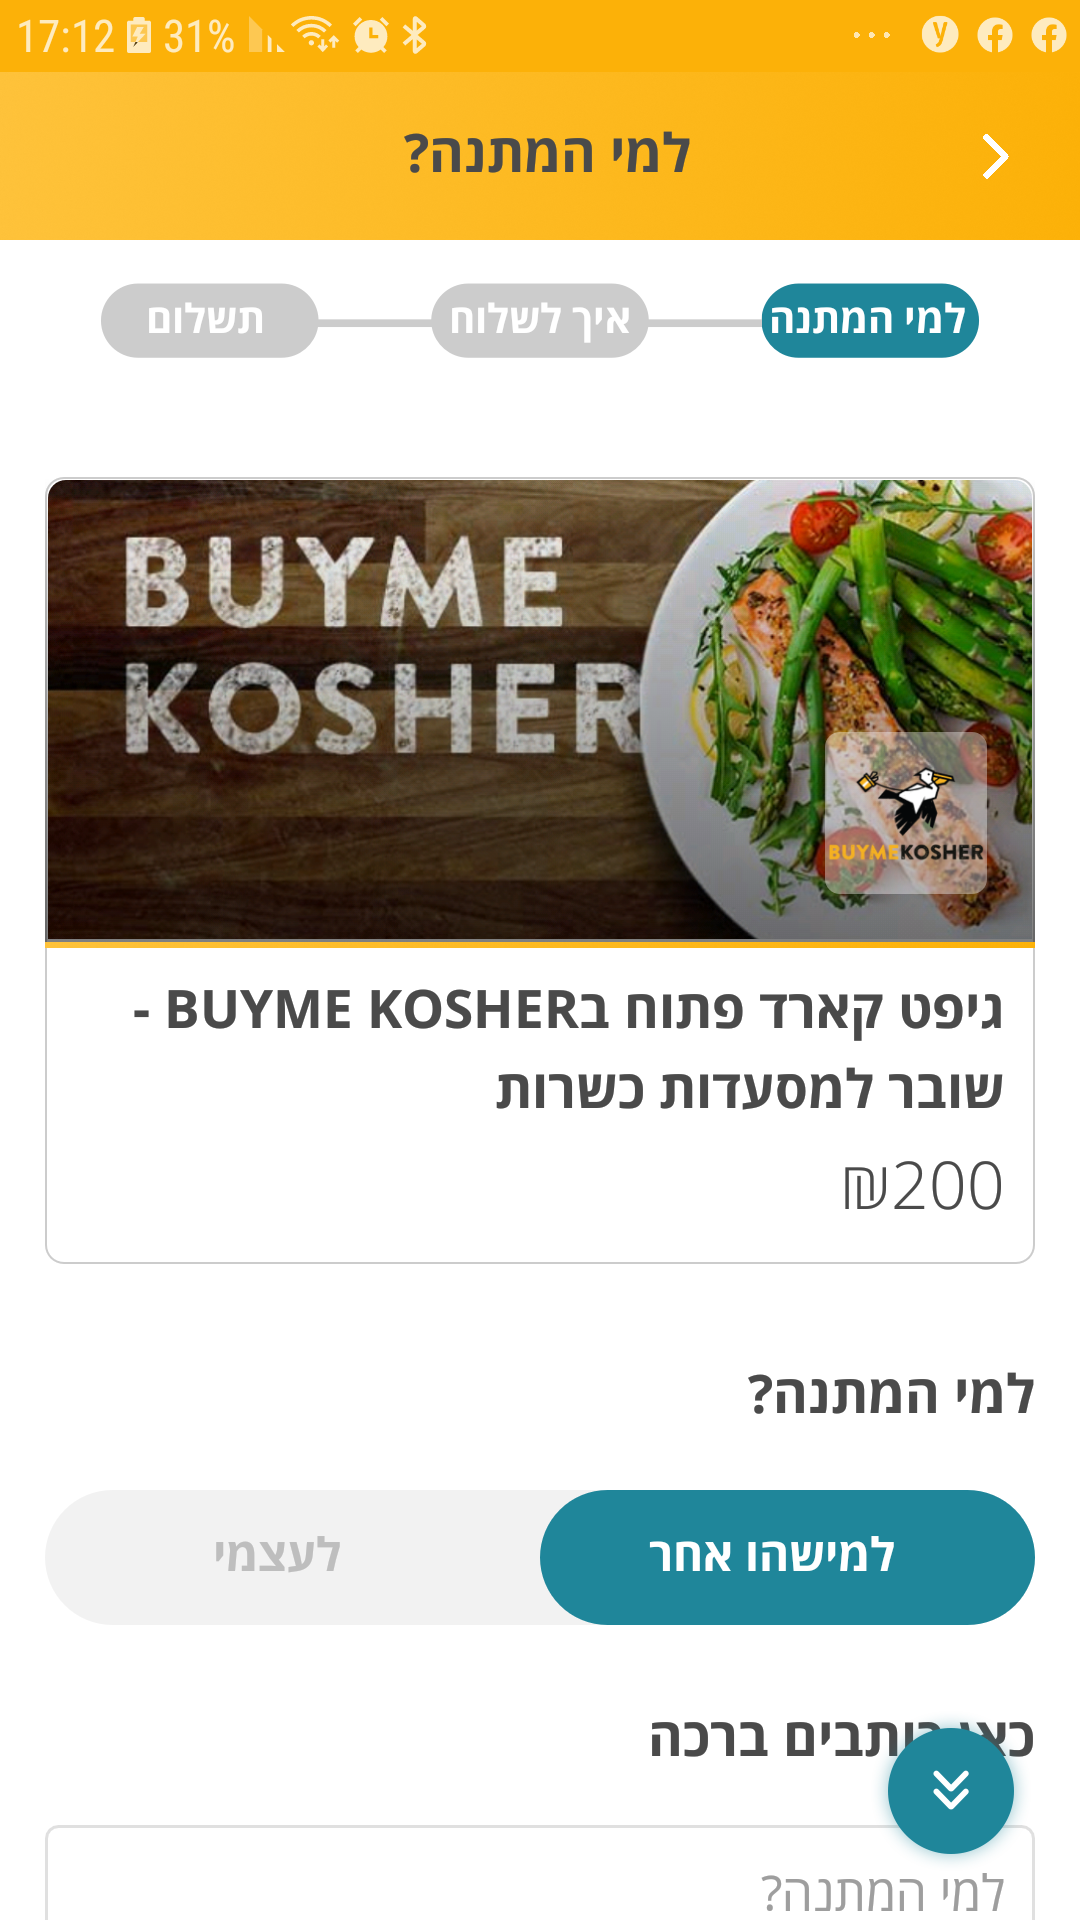 17:12 31%
למי המתנה?
למי המתנה איך לשלוח תשלום
BUYME
KOSHER
BUYMEKOSHER
גיפט קארד פתוח בBUYME KOSHER -
שובר למסעדות כשרות
₪200
למי המתנה?
למישהו אחר לעצמי
כאן כותבים ברכה
למי המתנה?